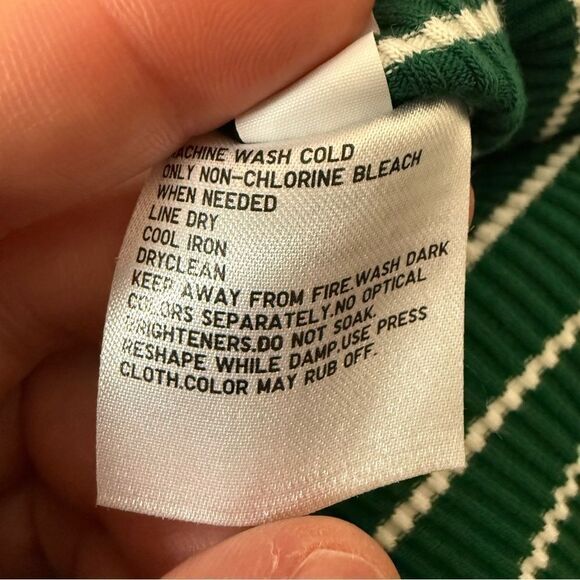 MACHINE WASH COLD
ONLY NON-CHLORINE BLEACH
WHEN NEEDED
LINE DRY
COOL IRON
DRYCLEAN
KEEP AWAY FROM FIRE.WASH DARK
COLORS SEPARATELY.NO OPTICAL
BRIGHTENERS.DO NOT SOAK.
RESHAPE WHILE DAMP.USE PRESS
CLOTH.COLOR MAY RUB OFF.